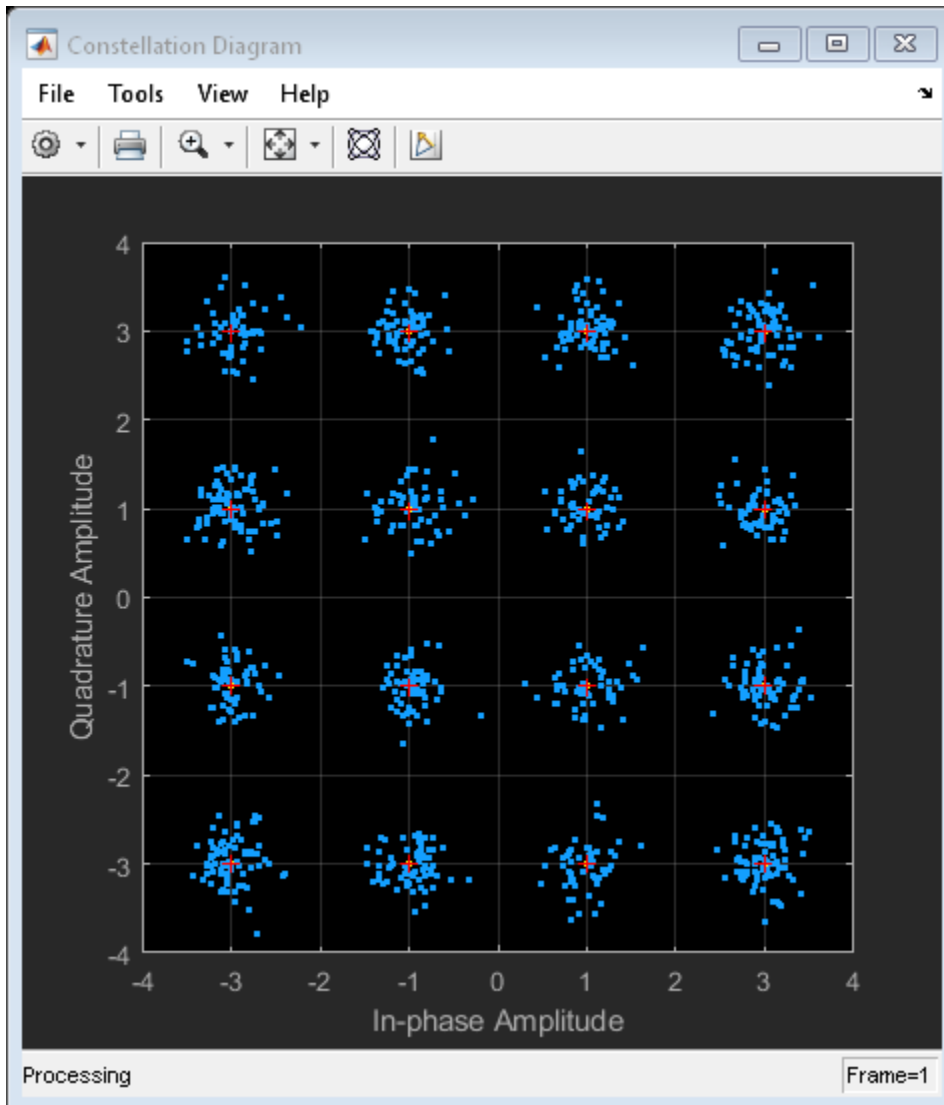 Constellation Diagram
File Tools View Help
4
3
2
1
0
-1
-2
-3
-4
Quadrature Amplitude
-4 -3 -2 -1 0 1 2 3 4
In-phase Amplitude
Processing Frame=1